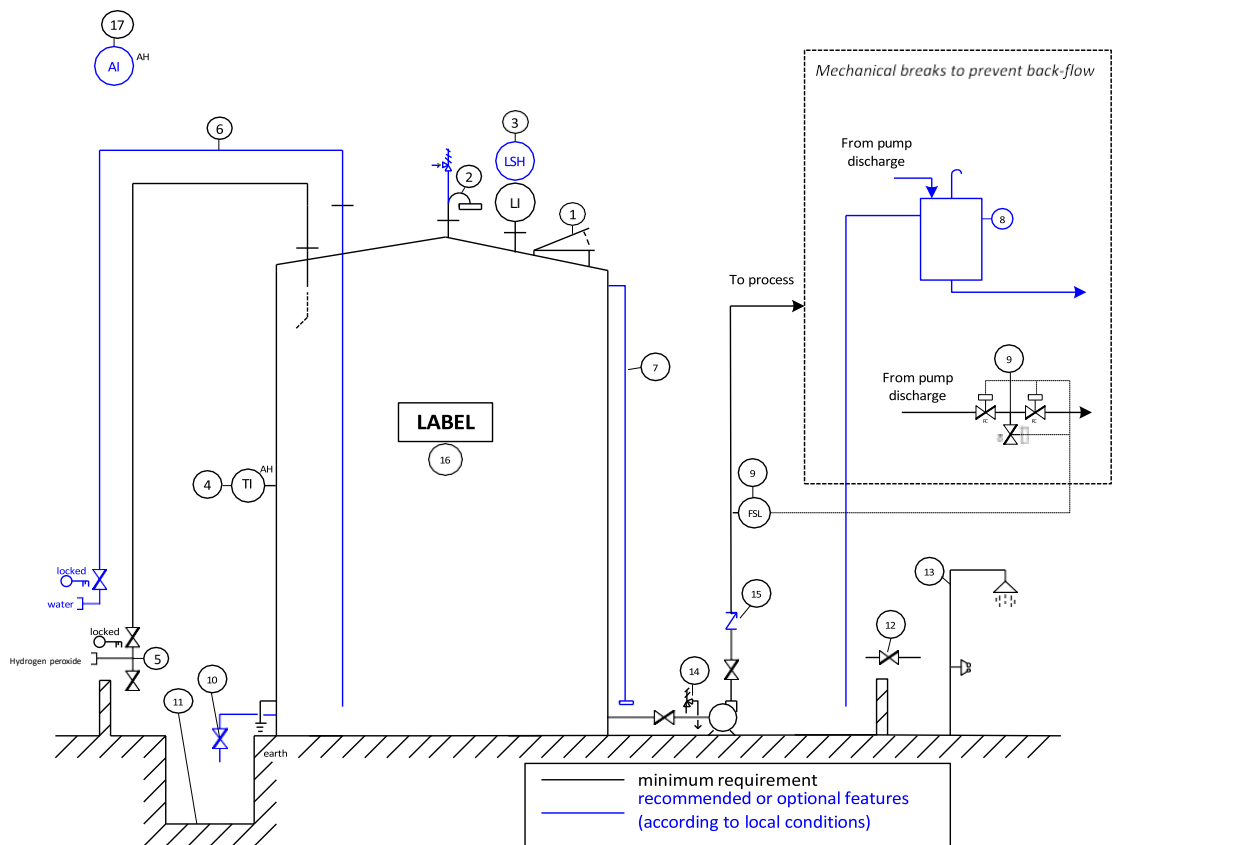 17
AI
AH
Mechanical breaks to prevent back-flow
6
3
LSH
2
LI
1
From pump
discharge
8
To process
7
9
From pump
discharge
FC
FC
LABEL
16
4
TI
AH
9
FSL
locked
water
13
15
12
locked
Hydrogen peroxide
5
10
11
14
earth
minimum requirement
recommended or optional features
(according to local conditions)